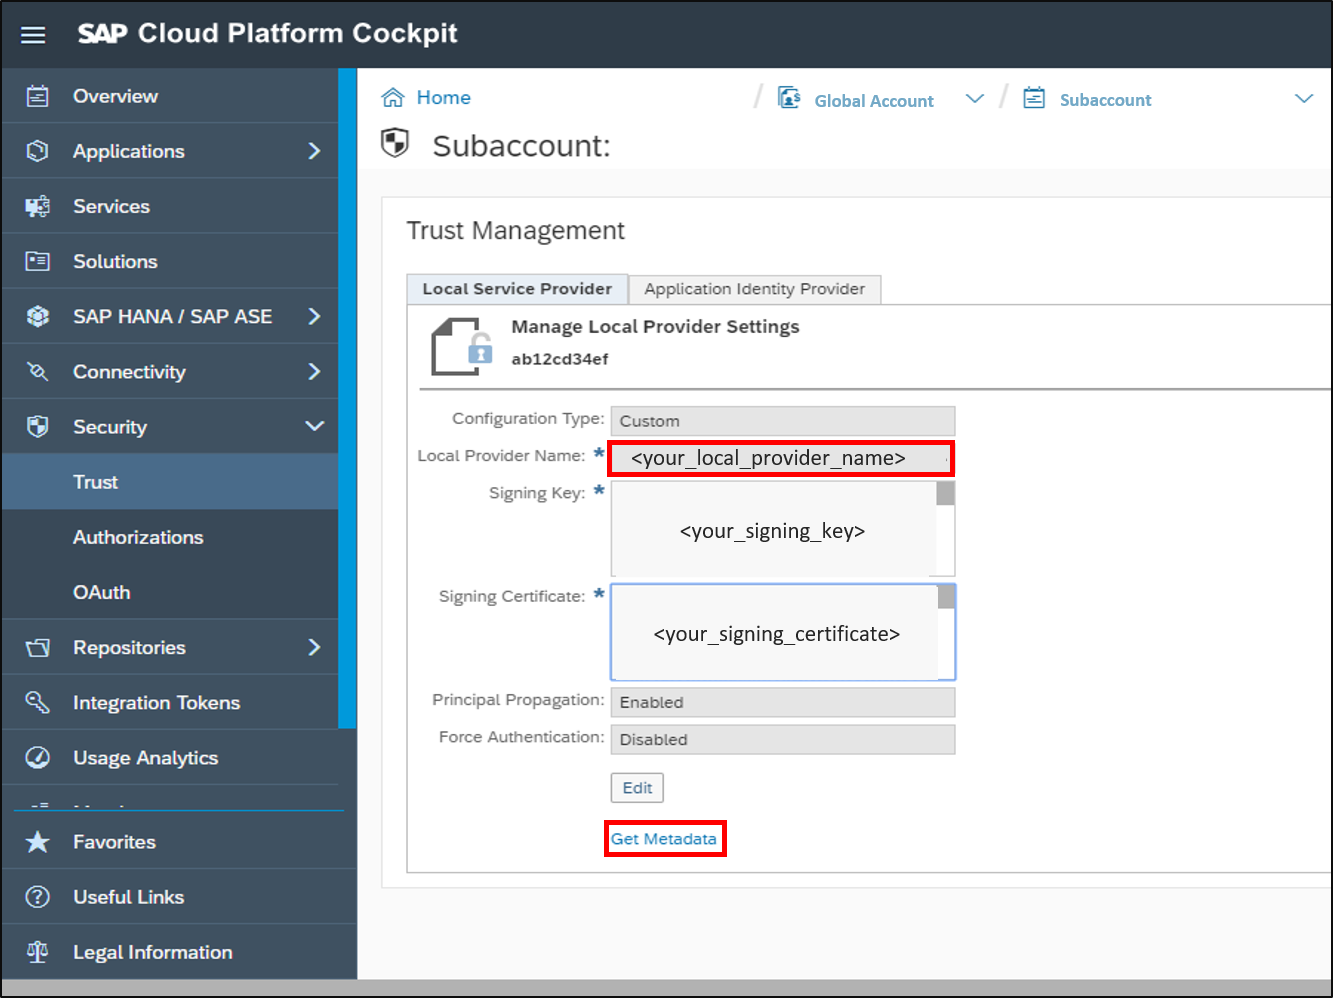 SAP Cloud Platform Cockpit
Overview
Applications
Services
Solutions
SAP HANA / SAP ASE
Connectivity
Security
Trust
Authorizations
OAuth
Repositories
Integration Tokens
Usage Analytics
Favorites
Useful Links
Legal Information
Home / Global Account / Subaccount
Subaccount:
Trust Management
Local Service Provider Application Identity Provider
Manage Local Provider Settings
ab12cd34ef
Configuration Type: Custom
Local Provider Name: * <your_local_provider_name>
Signing Key: * <your_signing_key>
Signing Certificate: * <your_signing_certificate>
Principal Propagation: Enabled
Force Authentication: Disabled
Edit
Get Metadata